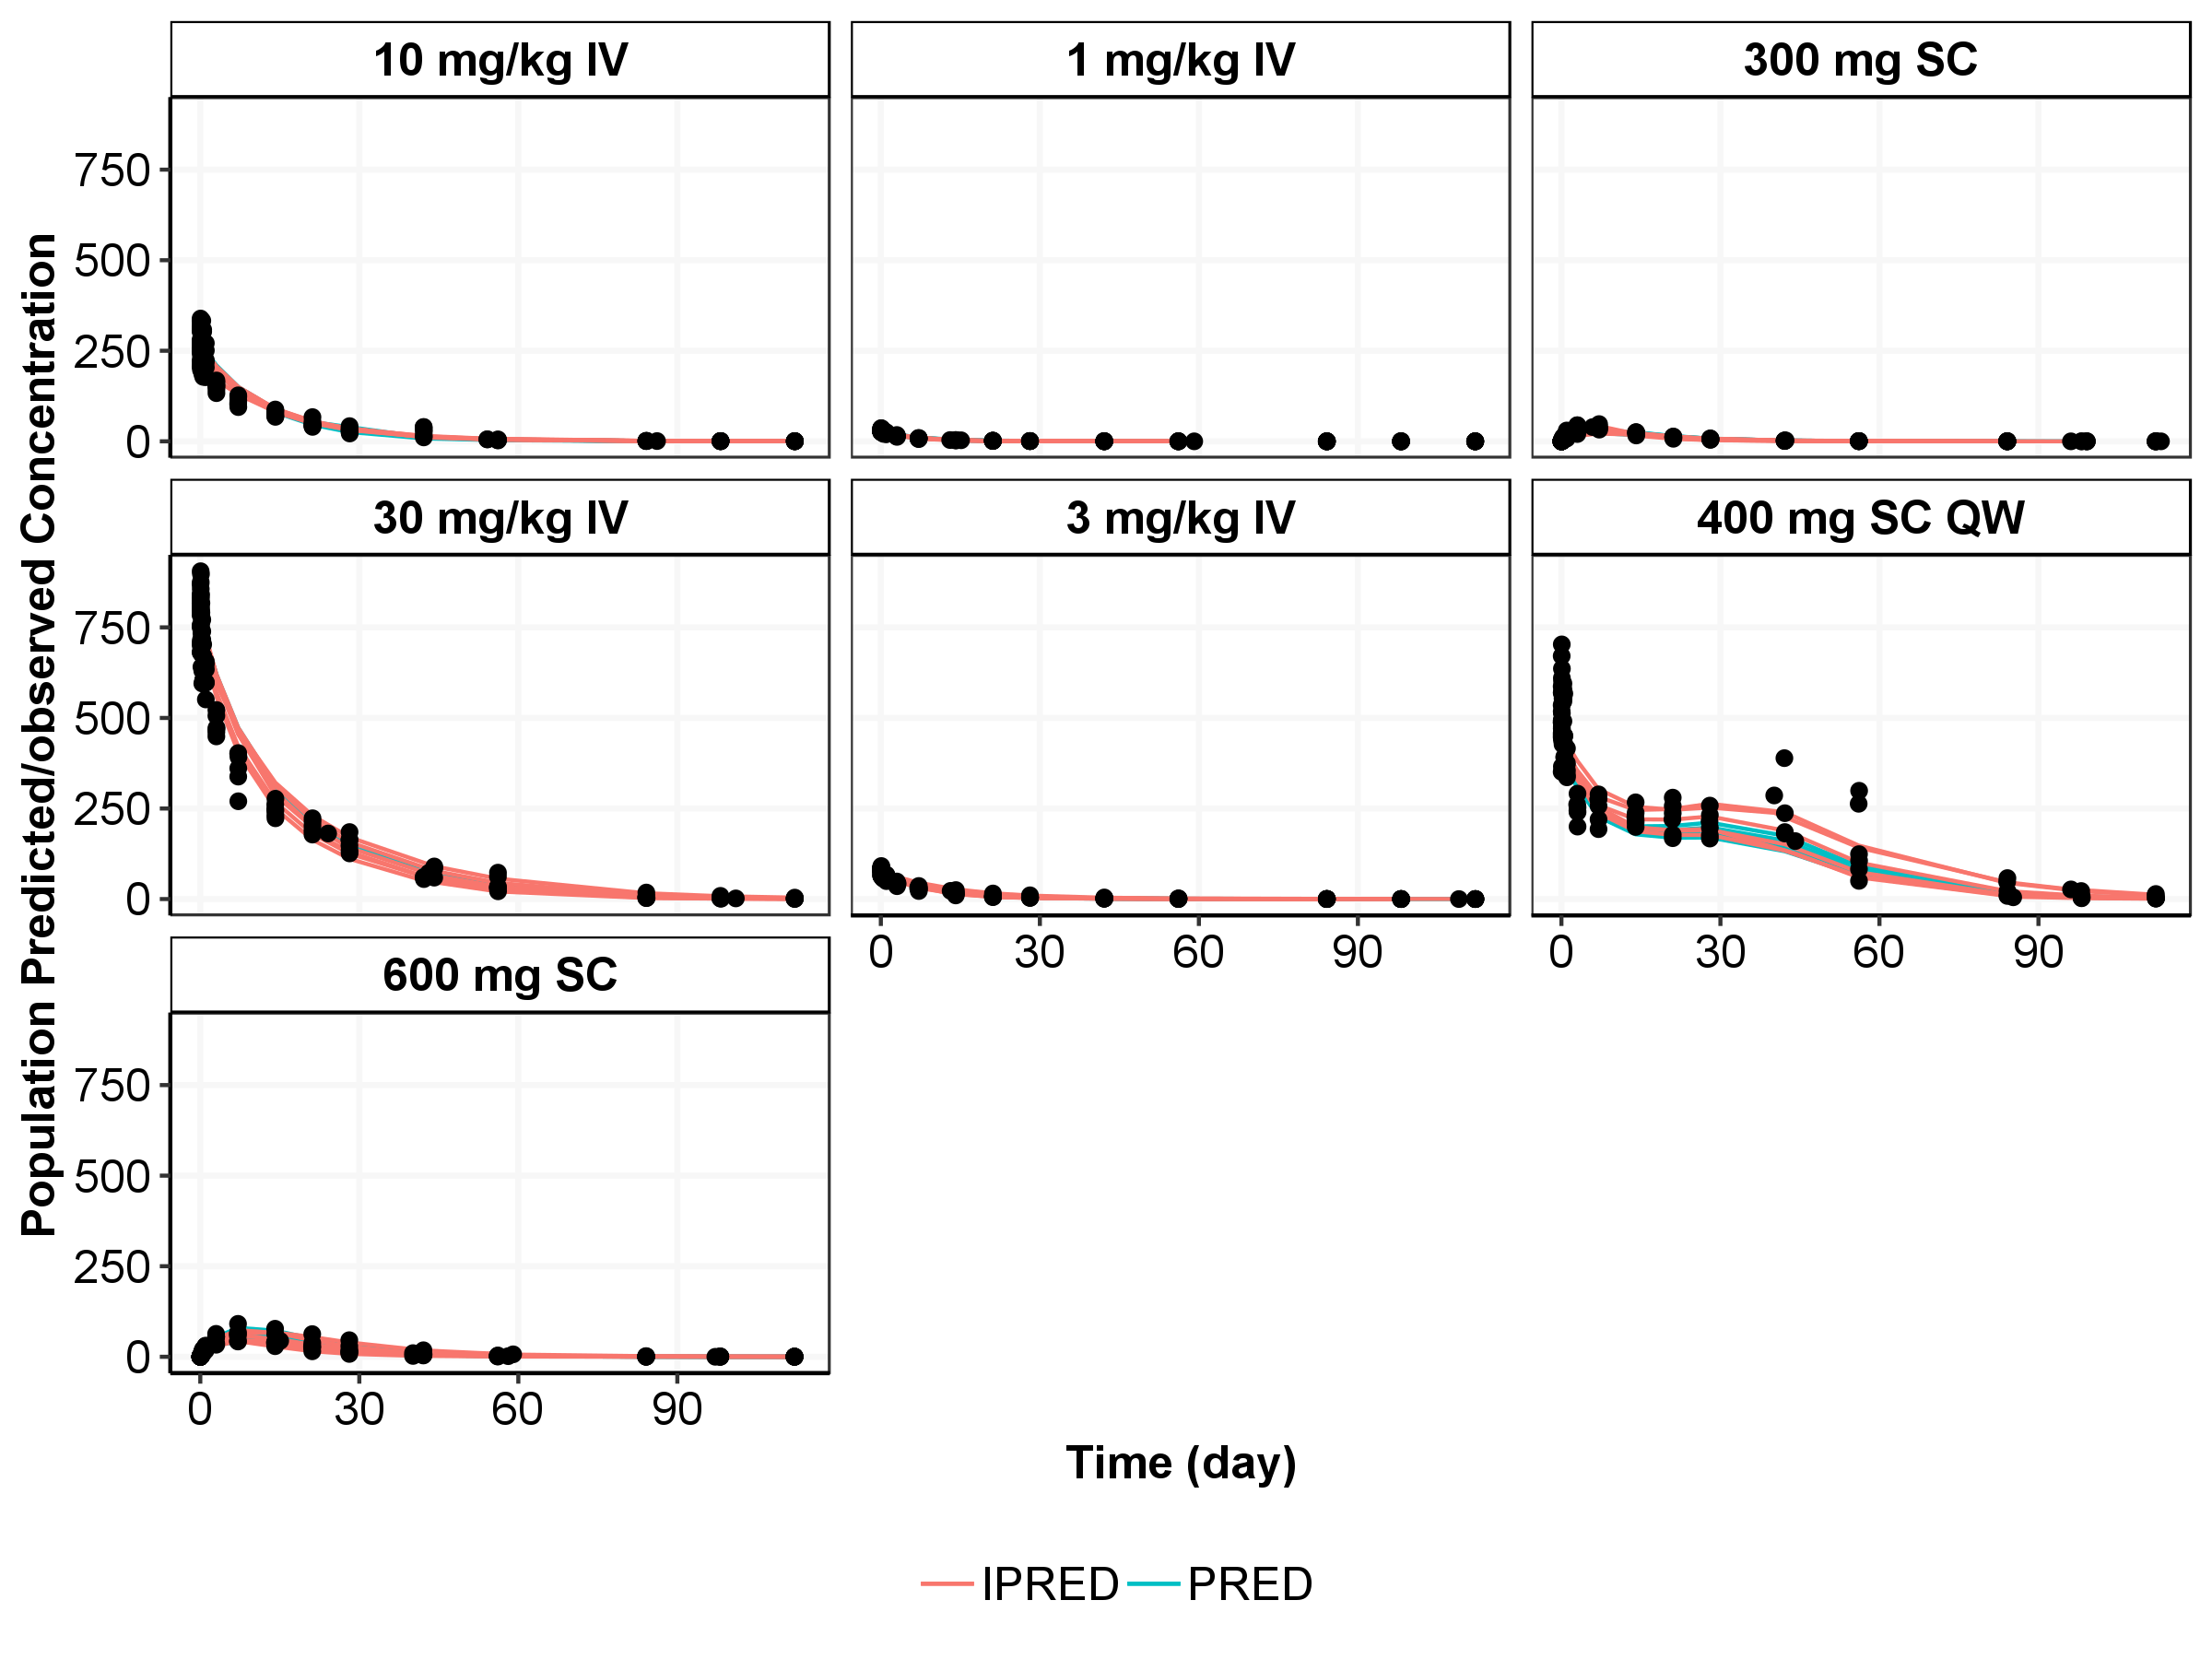 10 mg/kg IV
1 mg/kg IV
300 mg SC
750
500
250
0
30 mg/kg IV
3 mg/kg IV
400 mg SC QW
750
500
250
0
0 30 60 90
0 30 60 90
600 mg SC
750
500
250
0
0 30 60 90
Population Predicted/observed Concentration
Time (day)
IPRED PRED